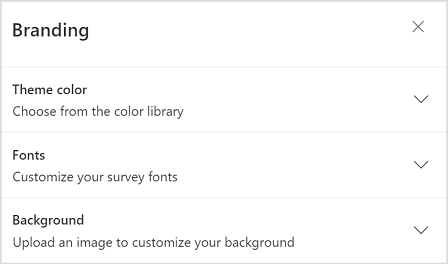 Branding
Theme color
Choose from the color library
Fonts
Customize your survey fonts
Background
Upload an image to customize your background